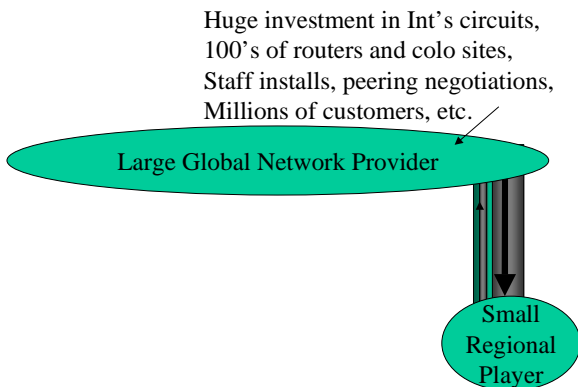 Huge investment in Int's circuits,
100's of routers and colo sites,
Staff installs, peering negotiations,
Millions of customers, etc.
Large Global Network Provider
Small
Regional
Player